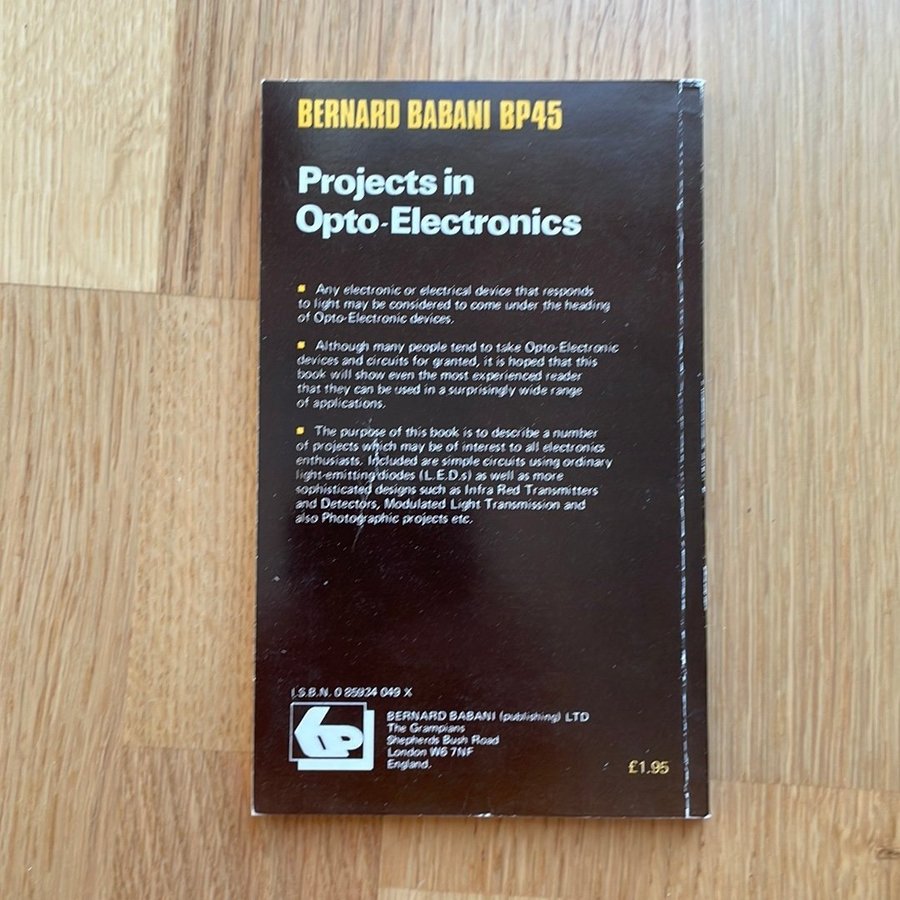 BERNARD BABANI BP45
Projects in
Opto-Electronics
Any electronic or electrical device that responds
to light may be considered to come under the heading
of Opto-Electronic devices.
Although many people tend to take Opto-Electronic
devices and circuits for granted, it is hoped that this
book will show even the most experienced reader
that they can be used in a surprisingly wide range
of applications.
The purpose of this book is to describe a number
of projects which may be of interest to all electronics
enthusiasts. Included are simple circuits using ordinary
light-emitting diodes (L.E.D.s) as well as more
sophisticated designs such as Infra Red Transmitters
and Detectors, Modulated Light Transmission and
also Photographic projects etc.
I.S.B.N. 0 85934 049 X
bp
BERNARD BABANI (publishing) LTD
The Grampians
Shepherds Bush Road
London W6 7NF
England.
£1.95